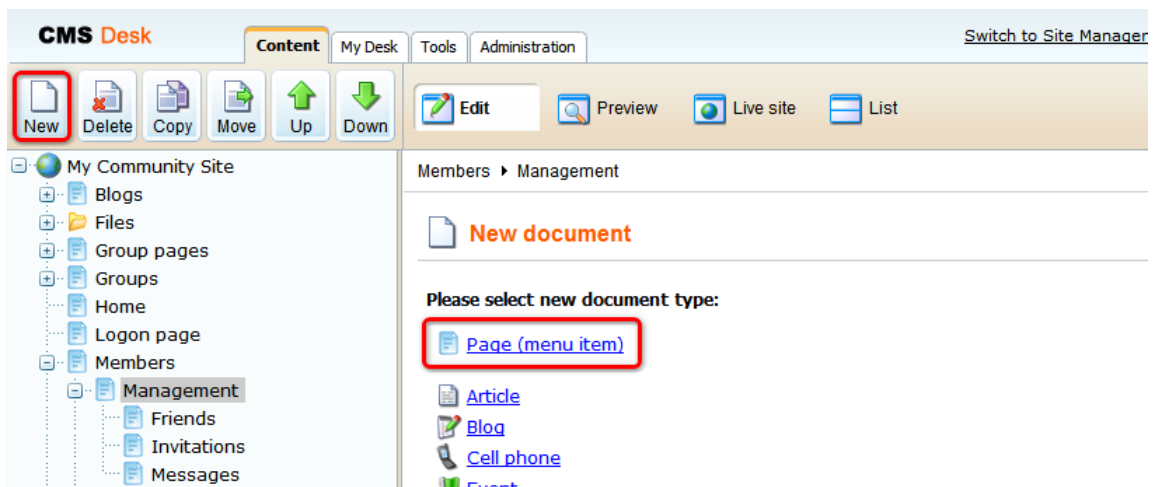 CMS Desk
Content My Desk Tools Administration
Switch to Site Manager
New Delete Copy Move Up Down
Edit Preview Live site List
My Community Site
Blogs
Files
Group pages
Groups
Home
Logon page
Members
Management
Friends
Invitations
Messages
Members Management
New document
Please select new document type:
Page (menu item)
Article
Blog
Cell phone
Event